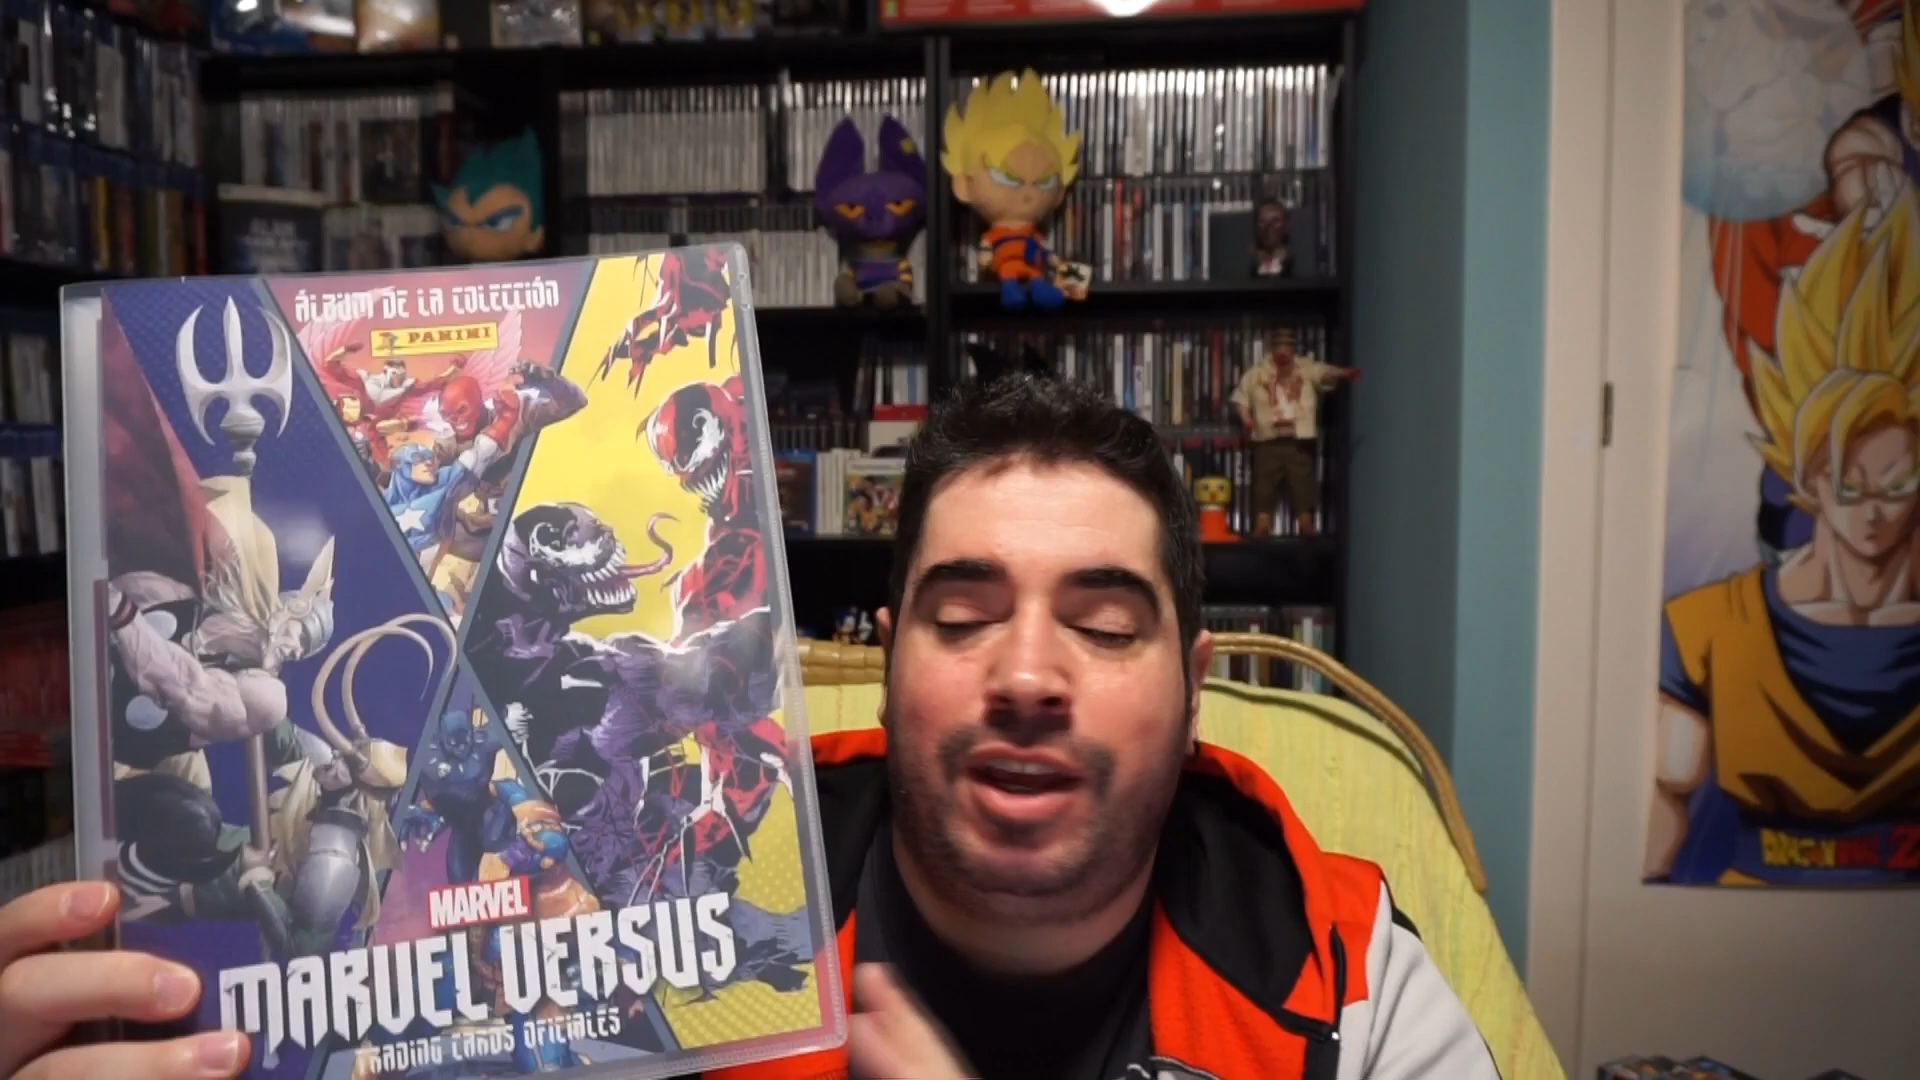 ÁLBUM DE LA COLECCIÓN
PANINI
MARVEL
MARVEL VERSUS
TRADING CARDS OFICIALES
DRAGON BALL Z